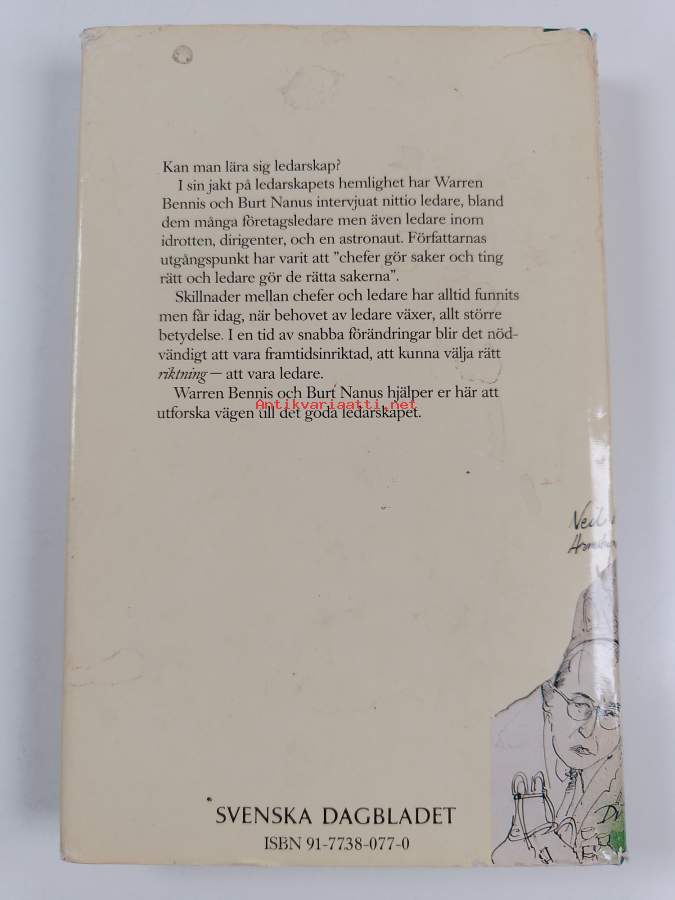 Kan man lära sig ledarskap?
I sin jakt på ledarskapets hemlighet har Warren
Bennis och Burt Nanus intervjuat nittio ledare, bland
dem många företagsledare men även ledare inom
idrotten, dirigenter, och en astronaut. Författarnas
utgångspunkt har varit att ”chefer gör saker och ting
rätt och ledare gör de rätta sakerna”.
Skillnader mellan chefer och ledare har alltid funnits
men får idag, när behovet av ledare växer, allt större
betydelse. I en tid av snabba förändringar blir det nöd-
vändigt att vara framtidsinriktad, att kunna välja rätt
riktning — att vara ledare.
Warren Bennis och Burt Nanus hjälper er här att
Antikvariaatti.net
utforska vägen till det goda ledarskapet.
Neil
SVENSKA DAGBLADET
ISBN 91-7738-077-0